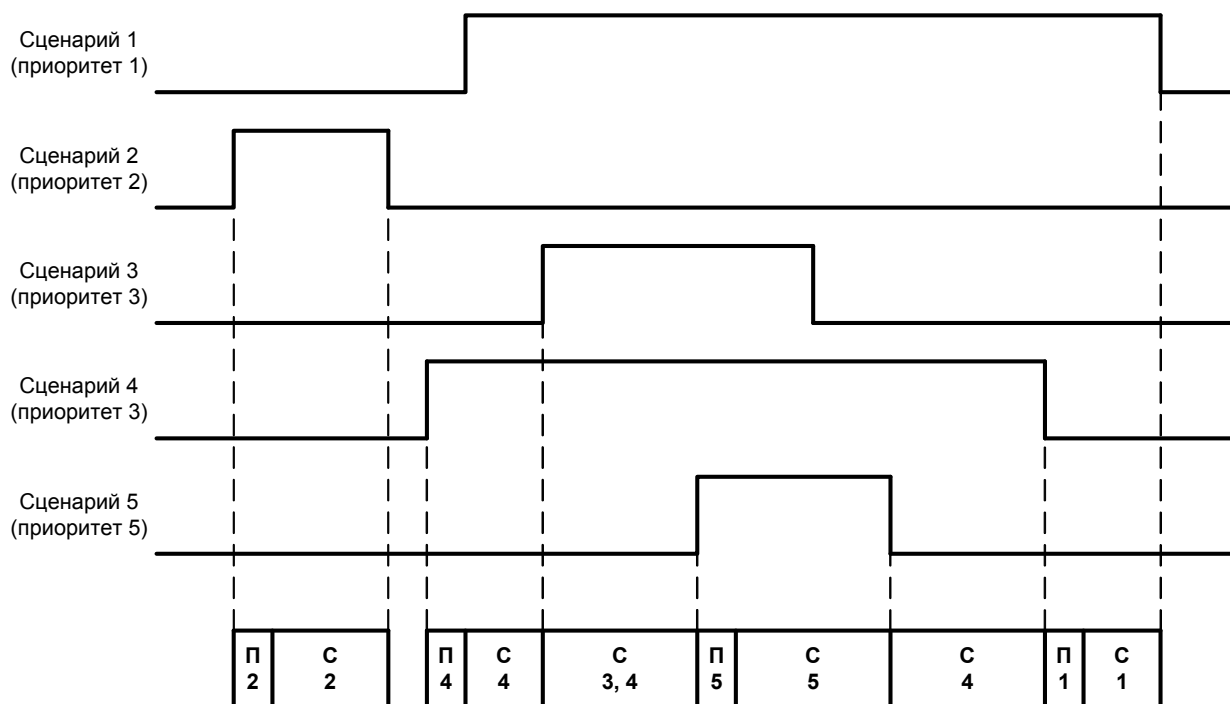 Сценарий 1
(приоритет 1)
Сценарий 2
(приоритет 2)
Сценарий 3
(приоритет 3)
Сценарий 4
(приоритет 3)
Сценарий 5
(приоритет 5)
П С П С С П С С П С
2 2 4 4 3, 4 5 5 4 1 1